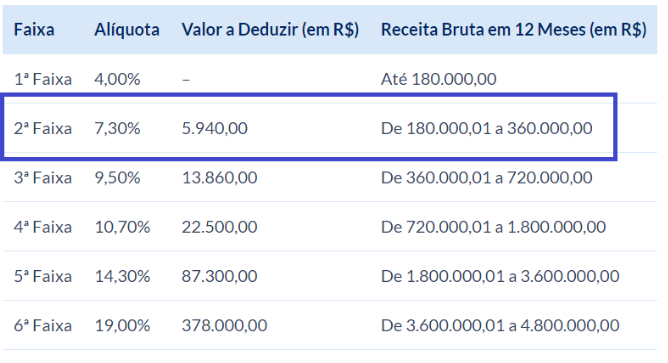 Faixa Alíquota Valor a Deduzir (em R$) Receita Bruta em 12 Meses (em R$)
1ª Faixa 4,00% – Até 180.000,00
2ª Faixa 7,30% 5.940,00 De 180.000,01 a 360.000,00
3ª Faixa 9,50% 13.860,00 De 360.000,01 a 720.000,00
4ª Faixa 10,70% 22.500,00 De 720.000,01 a 1.800.000,00
5ª Faixa 14,30% 87.300,00 De 1.800.000,01 a 3.600.000,00
6ª Faixa 19,00% 378.000,00 De 3.600.000,01 a 4.800.000,00